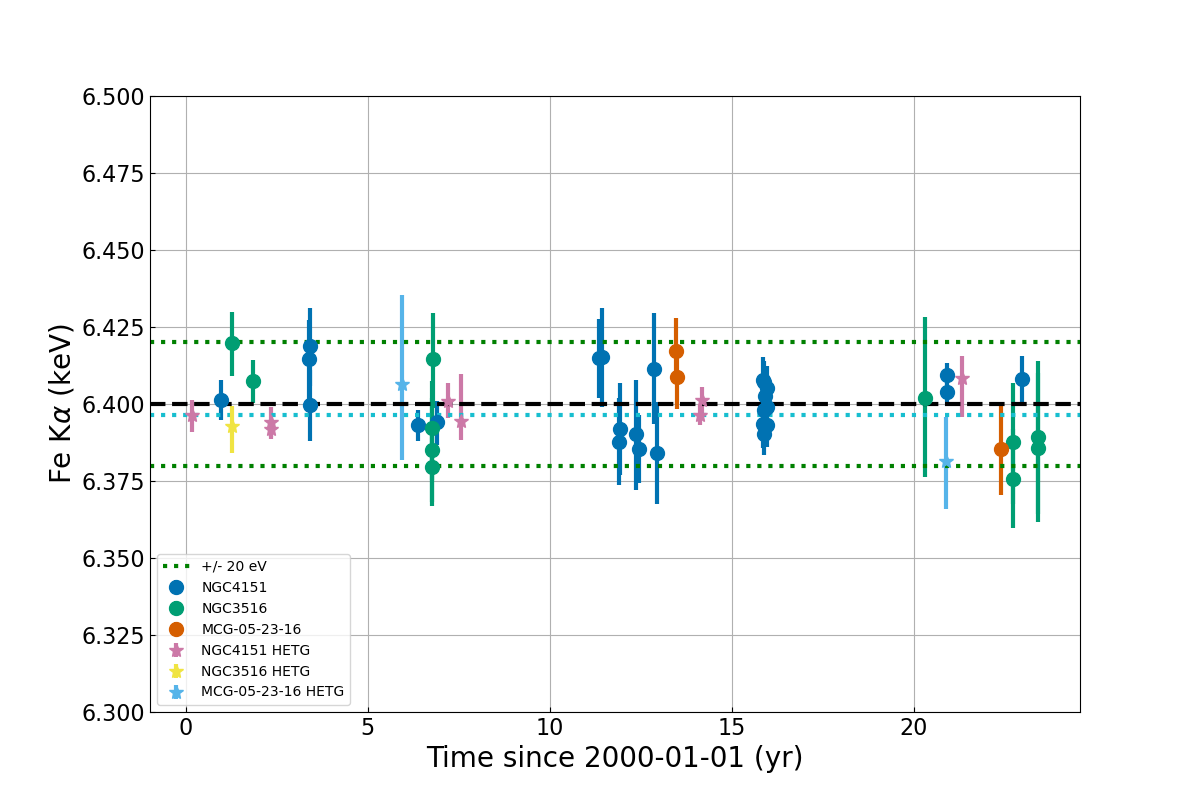 6.500
6.475
6.450
6.425
6.400
6.375
6.350
6.325
6.300
Fe Kα (keV)
+/- 20 eV
NGC4151
NGC3516
MCG-05-23-16
NGC4151 HETG
NGC3516 HETG
MCG-05-23-16 HETG
0 5 10 15 20
Time since 2000-01-01 (yr)